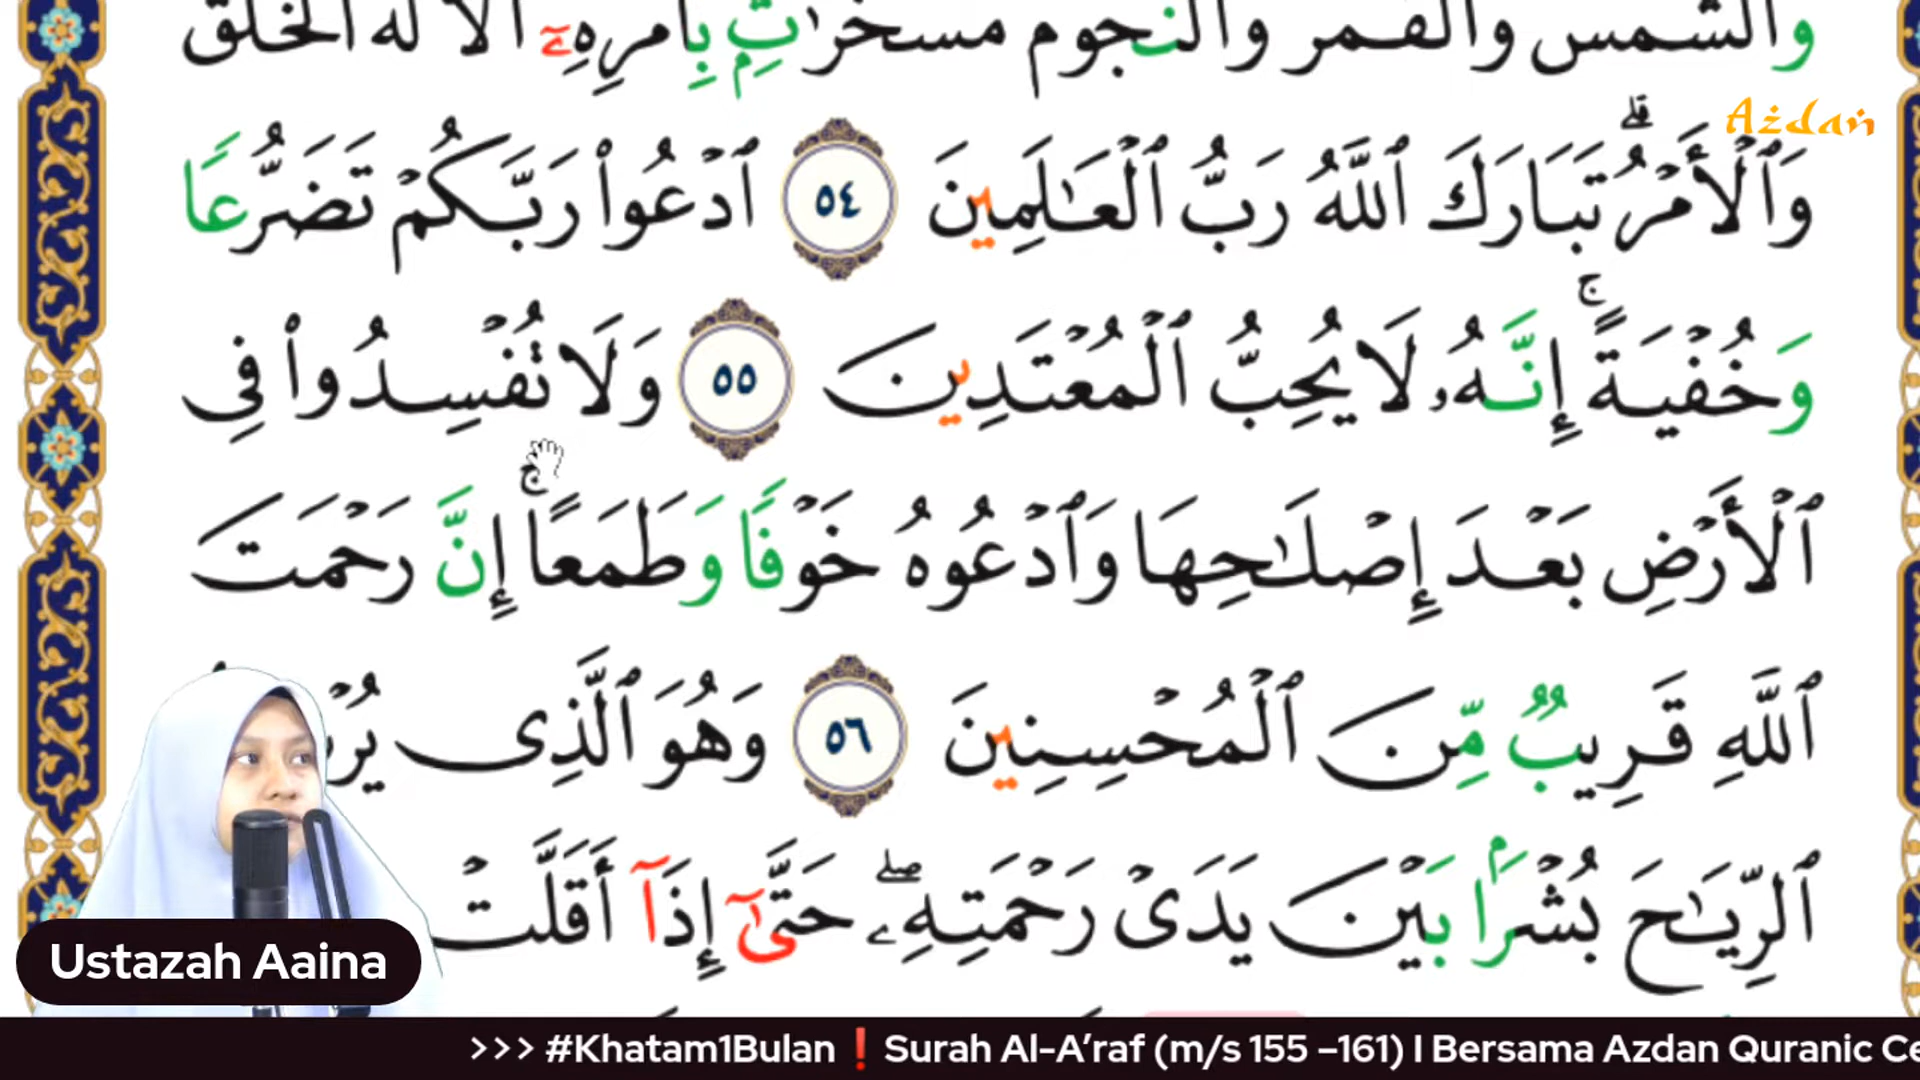 وَالشَّمْسَ وَالْقَمَرَ وَالنُّجُومَ مُسَخَّرَٰتٍۭ بِأَمْرِهِۦٓ أَلَا لَهُ الْخَلْقُ
Azdan
وَٱلْأَمْرُ ۗ تَبَارَكَ ٱللَّهُ رَبُّ ٱلْعَـٰلَمِينَ ٥٤ ٱدْعُوا۟ رَبَّكُمْ تَضَرُّعًا
وَخُفْيَةً ۚ إِنَّهُۥ لَا يُحِبُّ ٱلْمُعْتَدِينَ ٥٥ وَلَا تُفْسِدُوا۟ فِى
ٱلْأَرْضِ بَعْدَ إِصْلَـٰحِهَا وَٱدْعُوهُ خَوْفًا وَطَمَعًا ۚ إِنَّ رَحْمَتَ
ٱللَّهِ قَرِيبٌ مِّنَ ٱلْمُحْسِنِينَ ٥٦ وَهُوَ ٱلَّذِى
ٱلرِّيَـٰحَ بُشْرًۢا بَيْنَ يَدَىْ رَحْمَتِهِۦ ۖ حَتَّىٰٓ إِذَآ أَقَلَّتْ
Ustazah Aaina
>>> #Khatam1Bulan❗Surah Al-A’raf (m/s 155 –161) I Bersama Azdan Quranic Ce